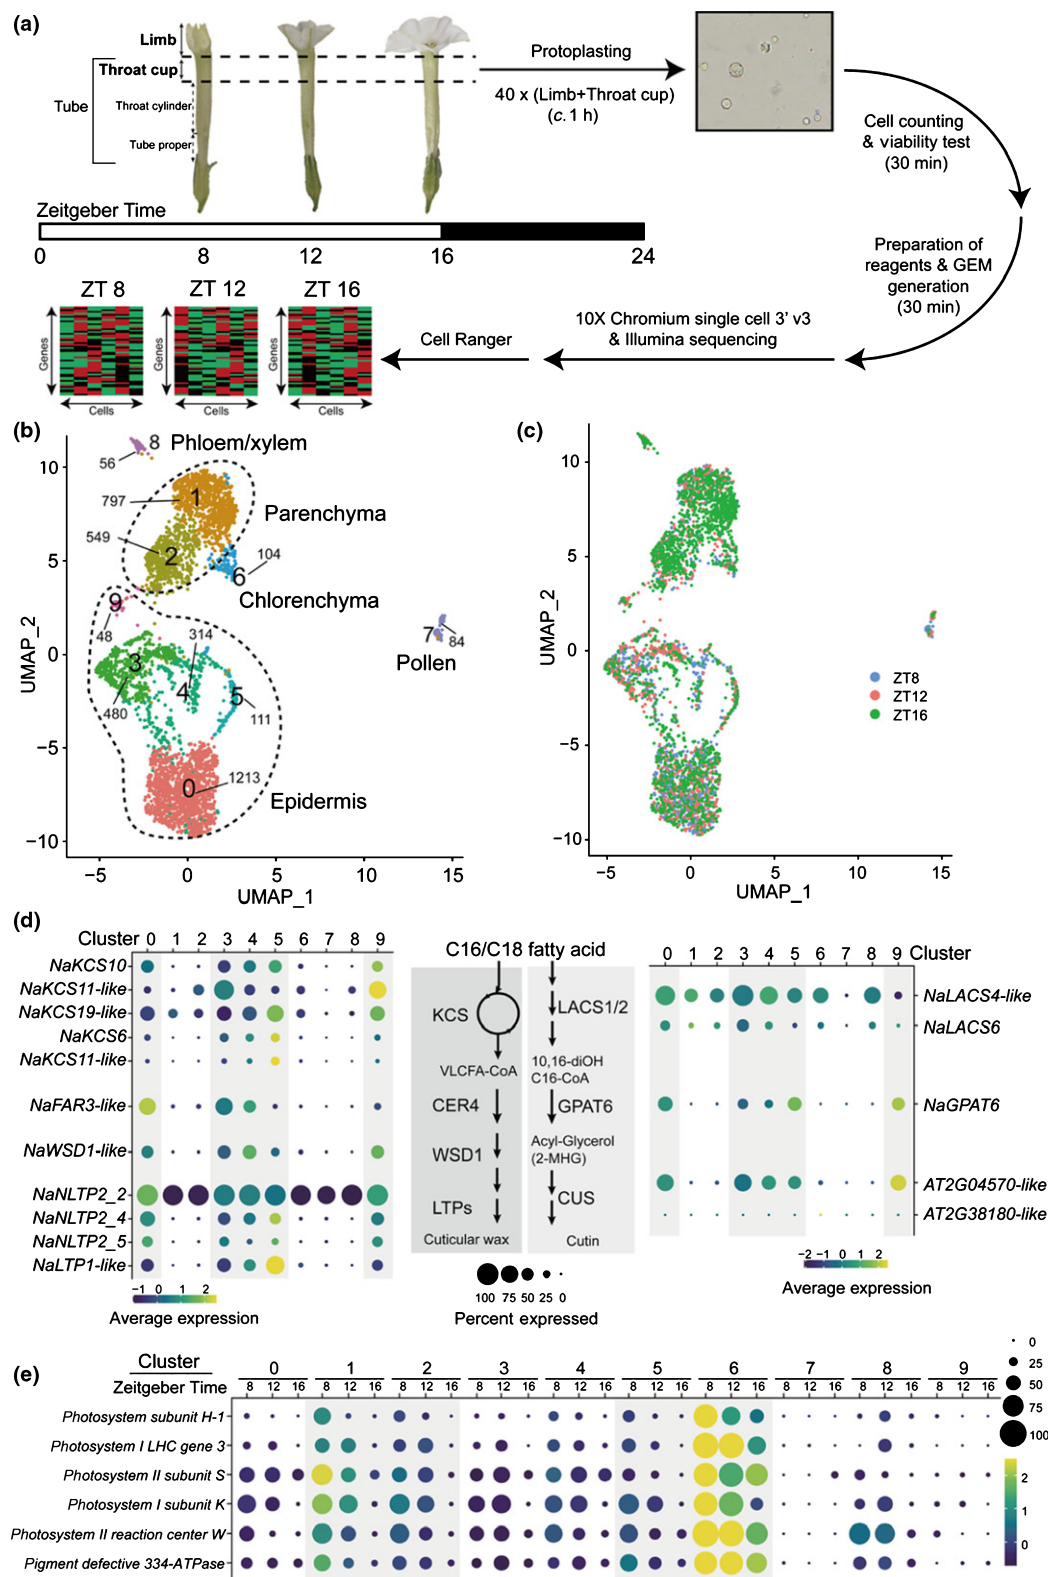 (a)
Limb
Throat cup
Tube
Throat cylinder
Tube proper
Protoplasting
40 x (Limb+Throat cup)
(c. 1 h)
Cell counting
& viability test
(30 min)
Zeitgeber Time
0 8 12 16 24
Preparation of
reagents & GEM
generation
(30 min)
ZT 8 ZT 12 ZT 16
Genes Genes Genes
Cells Cells Cells
Cell Ranger
10X Chromium single cell 3' v3
& Illumina sequencing
(b)
8 Phloem/xylem
56
10
1
797
Parenchyma
549
2
104
5
6
Chlorenchyma
9
48
314
7
84
Pollen
0
3
4
5
480
111
−5
0
1213
Epidermis
−10
−5 0 5 10 15
UMAP_1
UMAP_2
(c)
10
5
0
−5
−10
ZT8
ZT12
ZT16
−5 0 5 10 15
UMAP_1
(d)
Cluster 0 1 2 3 4 5 6 7 8 9
NaKCS10
NaKCS11-like
NaKCS19-like
NaKCS6
NaKCS11-like
NaFAR3-like
NaWSD1-like
NaNLTP2_2
NaNLTP2_4
NaNLTP2_5
NaLTP1-like
−1 0 1 2
Average expression
C16/C18 fatty acid
KCS
LACS1/2
VLCFA-CoA
10,16-diOH
C16-CoA
CER4
GPAT6
WSD1
Acyl-Glycerol
(2-MHG)
LTPs
CUS
Cuticular wax
Cutin
100 75 50 25 0
Percent expressed
0 1 2 3 4 5 6 7 8 9 Cluster
NaLACS4-like
NaLACS6
NaGPAT6
AT2G04570-like
AT2G38180-like
−2 −1 0 1 2
Average expression
(e)
Cluster 0 1 2 3 4 5 6 7 8 9
Zeitgeber Time 8 12 16 8 12 16 8 12 16 8 12 16 8 12 16 8 12 16 8 12 16 8 12 16 8 12 16 8 12 16
Photosystem subunit H-1
Photosystem I LHC gene 3
Photosystem II subunit S
Photosystem I subunit K
Photosystem II reaction center W
Pigment defective 334-ATPase
0
25
50
75
100
2
1
0